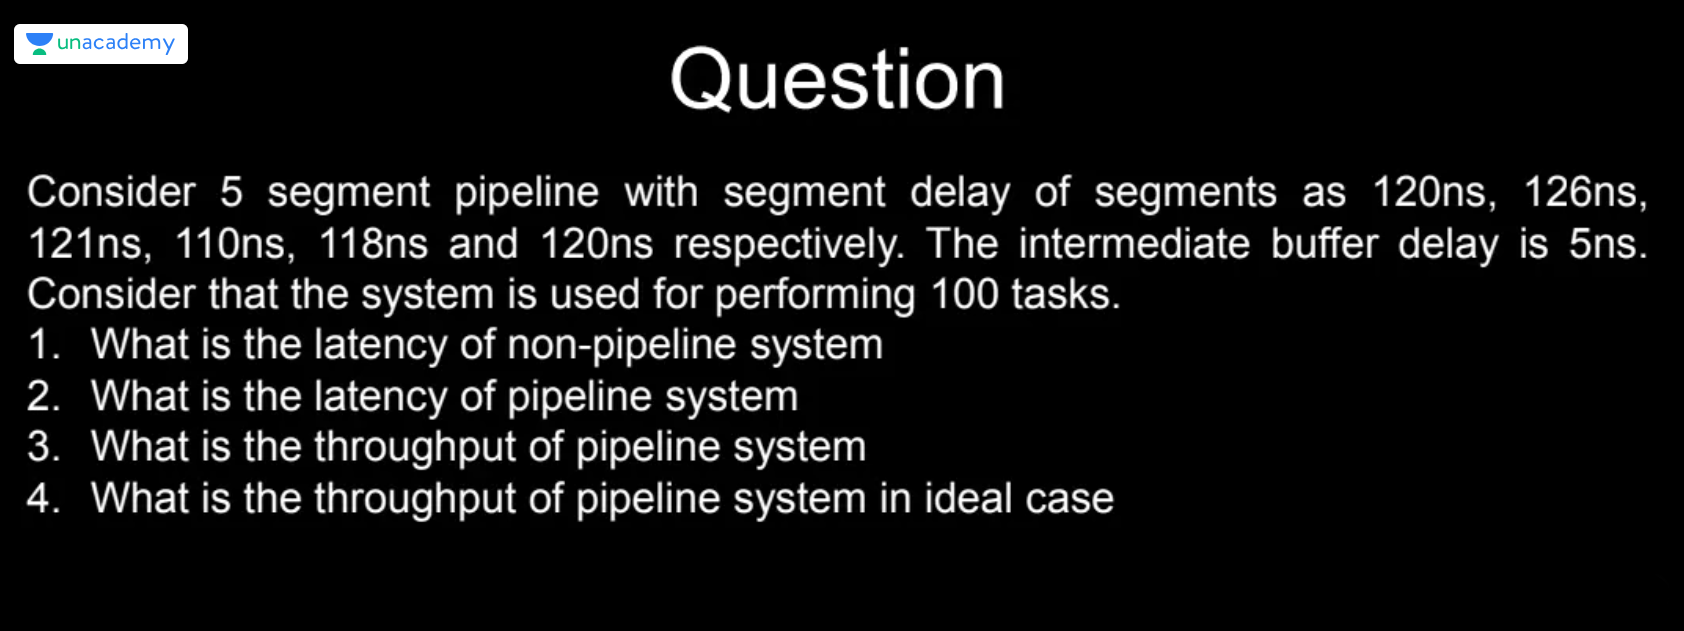 unacademy
Question
Consider 5 segment pipeline with segment delay of segments as 120ns, 126ns,
121ns, 110ns, 118ns and 120ns respectively. The intermediate buffer delay is 5ns.
Consider that the system is used for performing 100 tasks.
1. What is the latency of non-pipeline system
2. What is the latency of pipeline system
3. What is the throughput of pipeline system
4. What is the throughput of pipeline system in ideal case